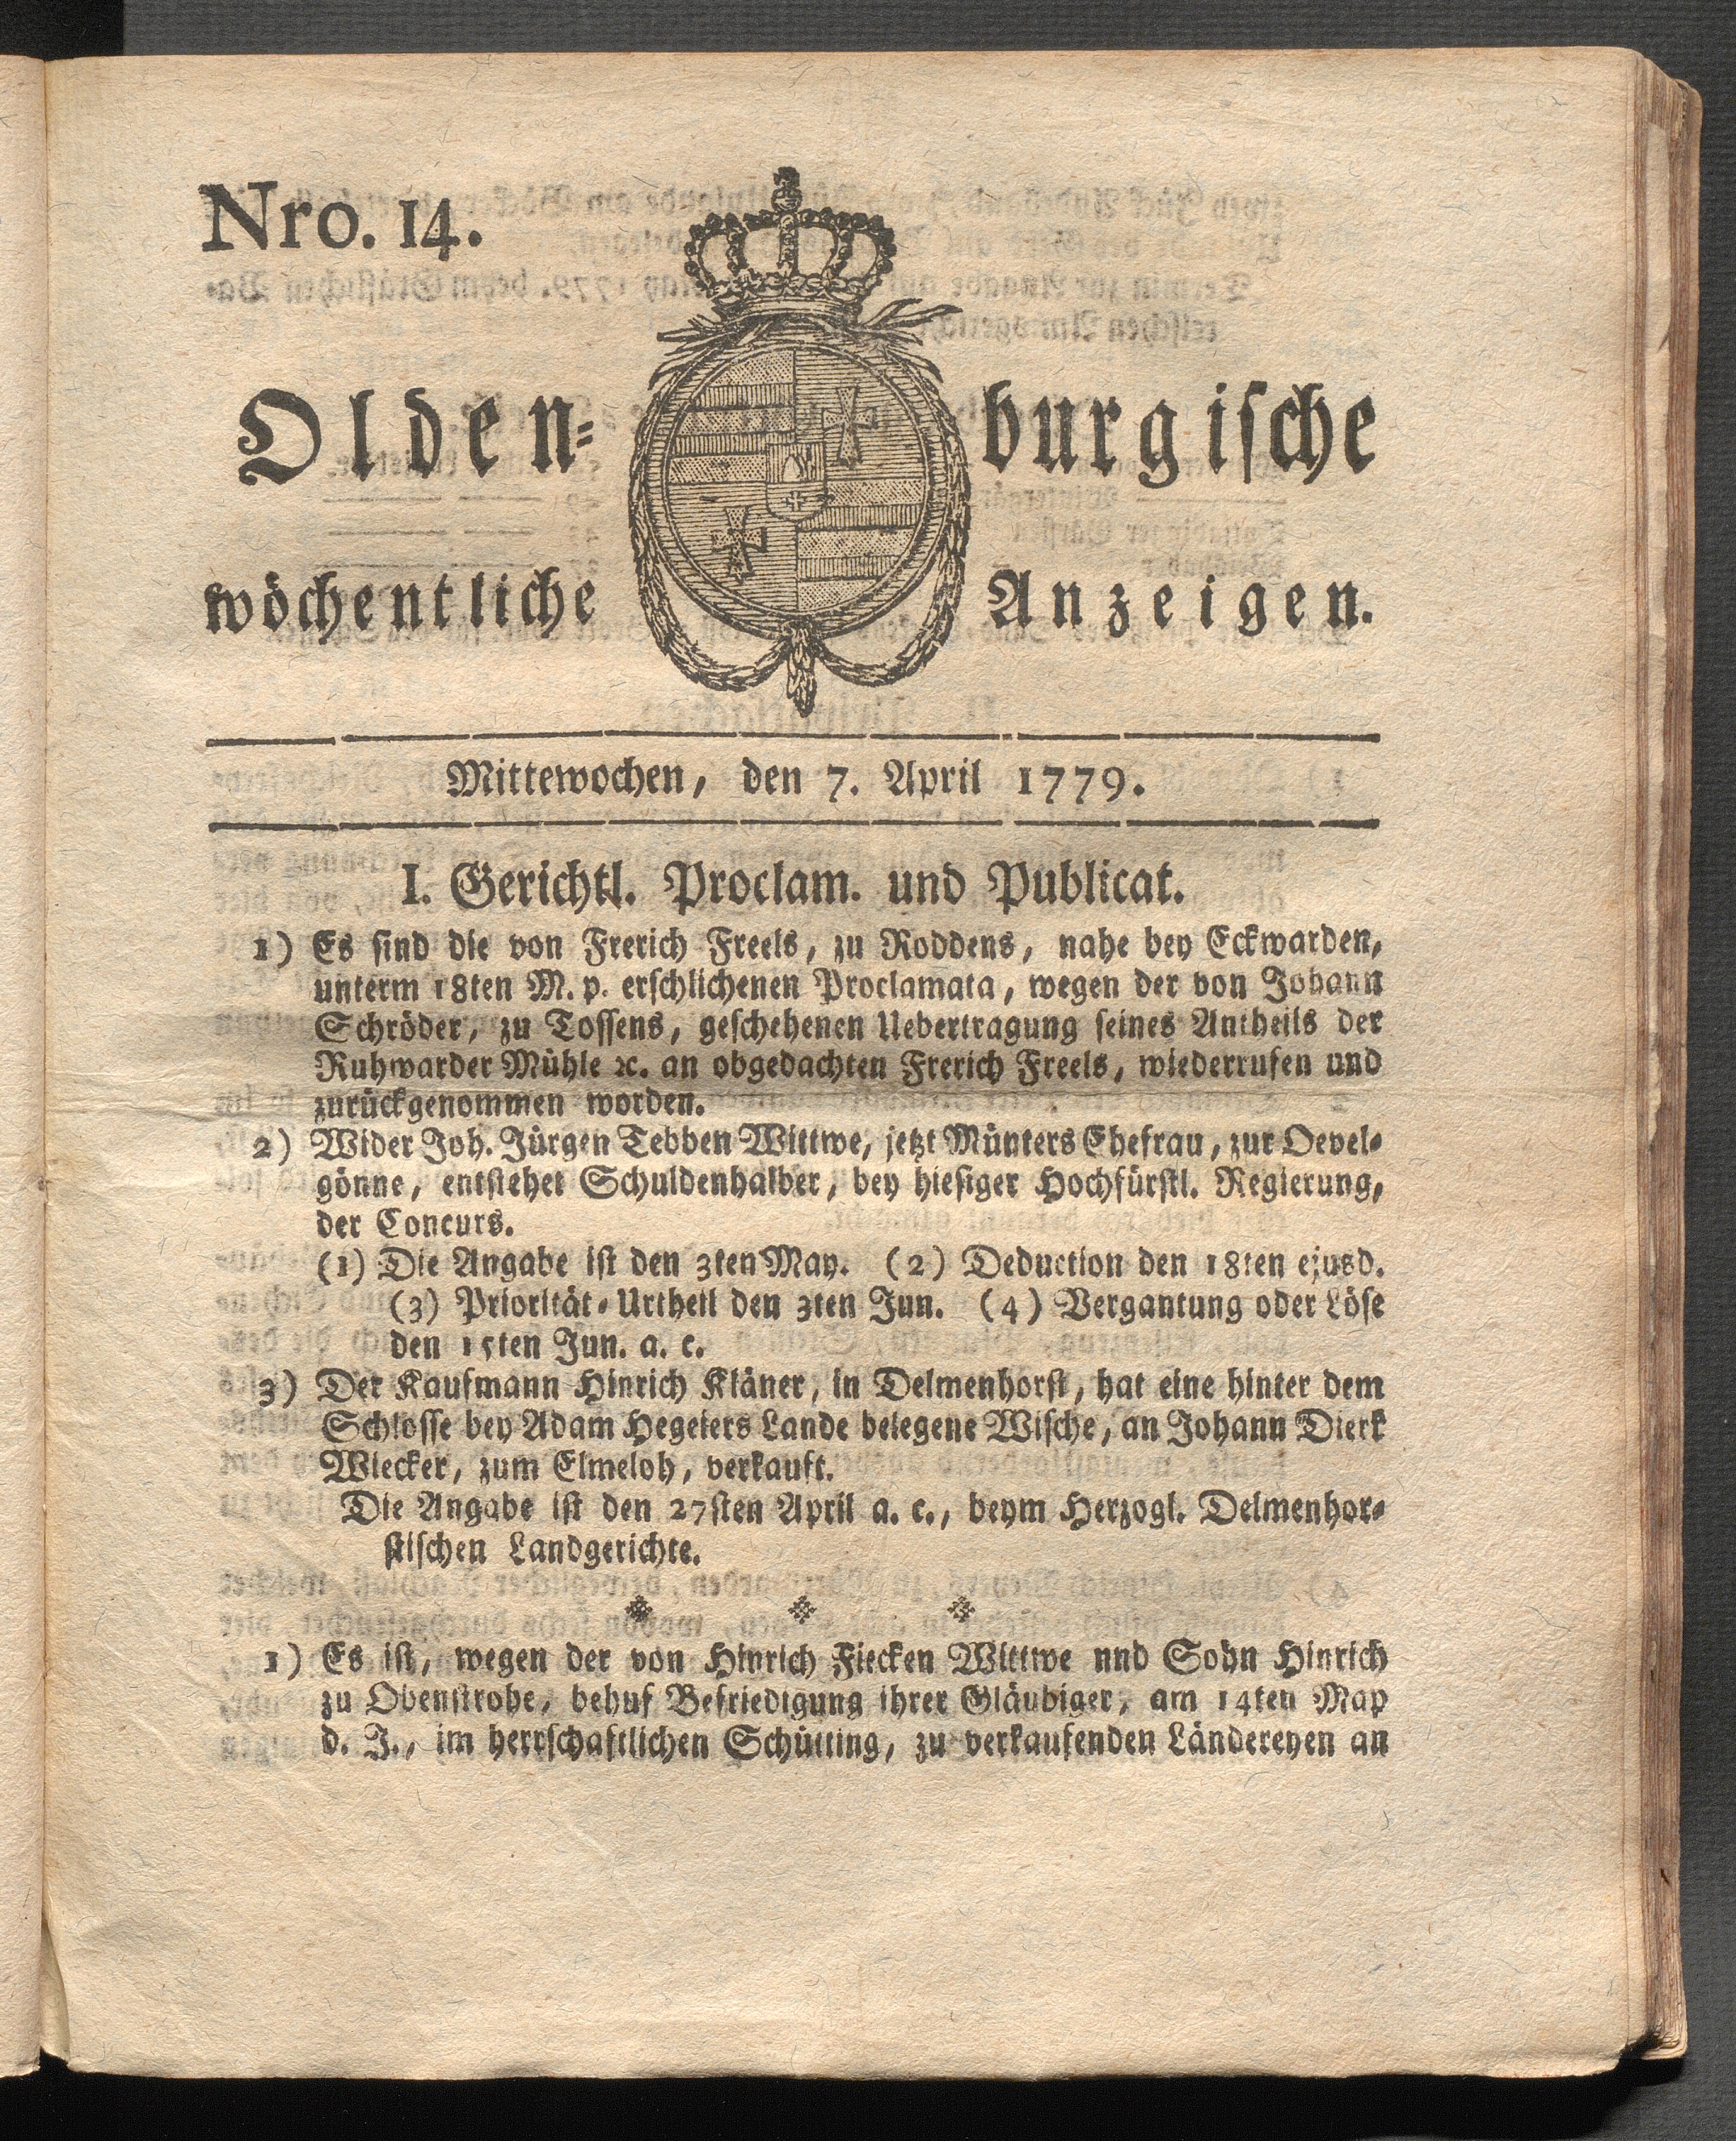 Nro. 14.
Olden= burgische
wöchentliche Anzeigen.
Mittewochen, den 7. April 1779.
I. Gerichtl. Proclam. und Publicat.
1) Es sind die von Frerich Freels, zu Roddens, nahe bey Eckwarden,
unterm 18ten M. p. erschlichenen Proclamata, wegen der von Johann
Schröder, zu Tossens, geschehenen Uebertragung seines Antheils der
Ruhwarder Mühle ꝛc. an obgedachten Frerich Freels, wiederrufen und
zurückgenommen worden.
2) Wider Joh. Jürgen Tebben Wittwe, jetzt Münters Ehefrau, zur Oevel=
gönne, entstehet Schuldenhalber, bey hiesiger Hochfürstl. Regierung,
der Concurs.
(1) Die Angabe ist den 3ten May. (2) Deduction den 18ten ejusd.
(3) Priorität=Urtheil den 3ten Jun. (4) Vergantung oder Löse
den 15ten Jun. a. c.
3) Der Kaufmann Hinrich Kläner, in Delmenhorst, hat eine hinter dem
Schlosse bey Adam Hegelers Lande belegene Wische, an Johann Dierk
Wiecker, zum Elmeloh, verkauft.
Die Angabe ist den 27sten April a. c., beym Herzogl. Delmenhor=
stischen Landgerichte.
1) Es ist, wegen der von Hinrich Fiecken Wittwe nnd Sohn Hinrich
zu Obenstrohe, behuf Befriedigung ihrer Gläubiger, am 14ten May
d. J., im herrschaftlichen Schütting, zu verkaufenden Ländereyen an